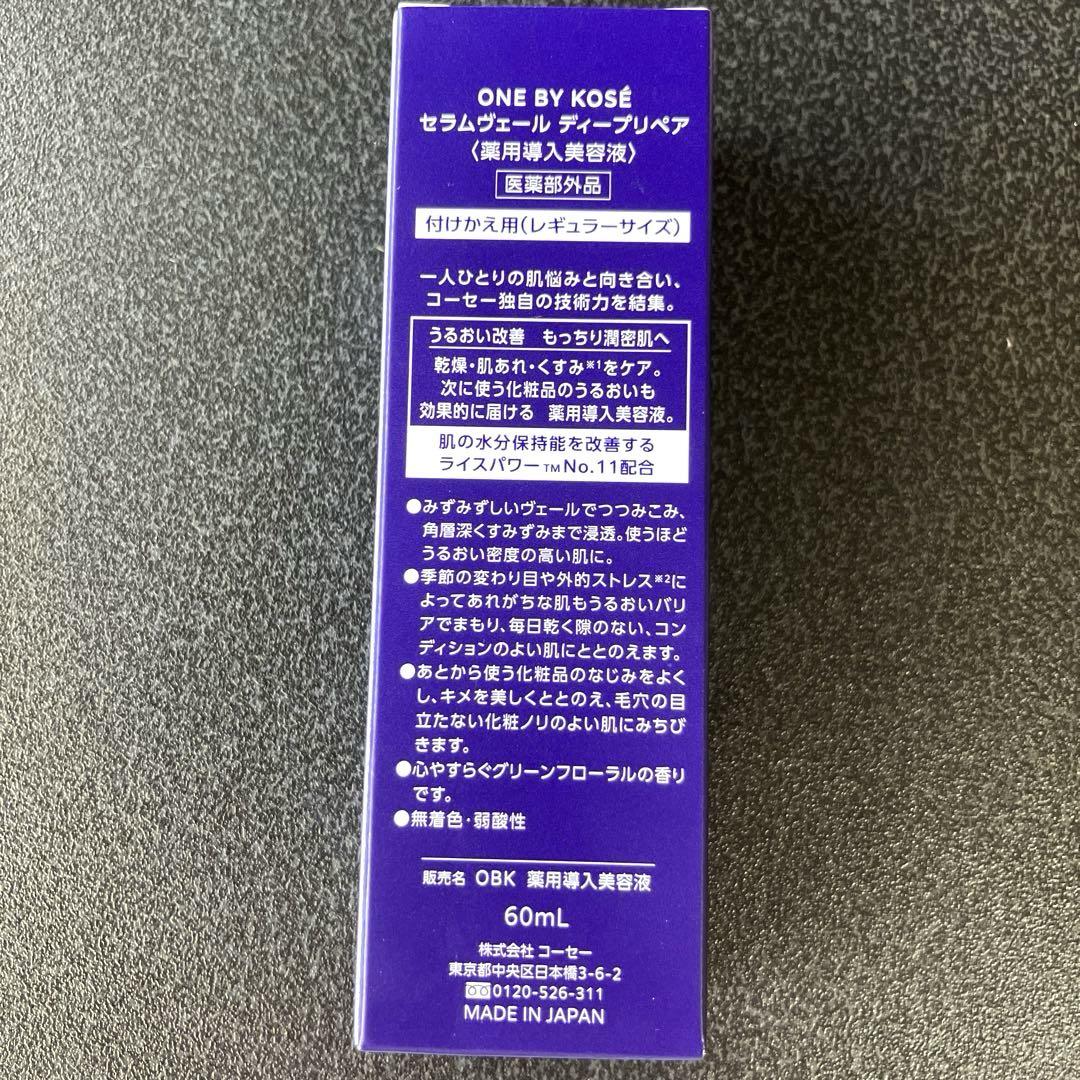 ONE BY KOSÉ
セラムヴェール ディープリペア
〈薬用導入美容液〉
医薬部外品
付けかえ用(レギュラーサイズ)
一人ひとりの肌悩みと向き合い、
コーセー独自の技術力を結集。
うるおい改善 もっちり潤密肌へ
乾燥・肌あれ・くすみ※1をケア。
次に使う化粧品のうるおいも
効果的に届ける 薬用導入美容液。
肌の水分保持能を改善する
ライスパワー™No.11配合
●みずみずしいヴェールでつつみこみ、
角層深くすみずみまで浸透。使うほど
うるおい密度の高い肌に。
●季節の変わり目や外的ストレス※2に
よってあれがちな肌もうるおいバリ
アでまもり、毎日乾く隙のない、コン
ディションのよい肌にととのえます。
●あとから使う化粧品のなじみをよく
し、キメを美しくととのえ、毛穴の目
立たない化粧ノリのよい肌にみちび
きます。
●心やすらぐグリーンフローラルの香り
です。
●無着色・弱酸性
販売名 OBK 薬用導入美容液
60mL
株式会社 コーセー
東京都中央区日本橋3-6-2
0120-526-311
MADE IN JAPAN